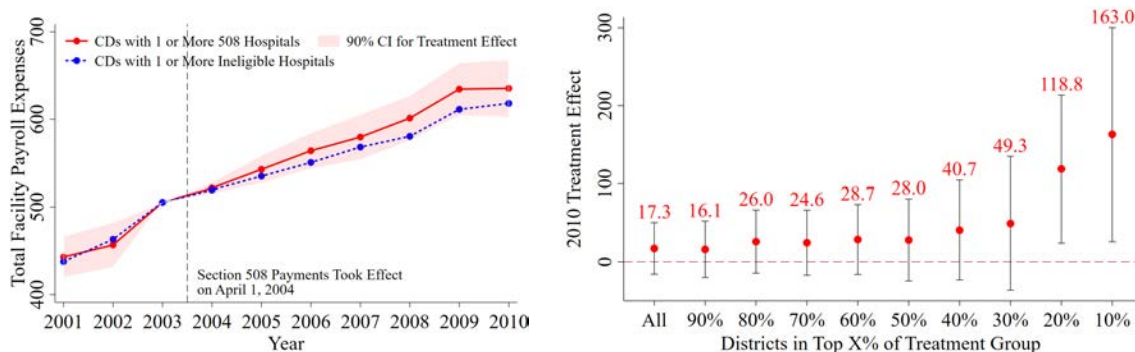 Total Facility Payroll Expenses
700
600
500
400
CDs with 1 or More 508 Hospitals
90% CI for Treatment Effect
CDs with 1 or More Ineligible Hospitals
Section 508 Payments Took Effect
on April 1, 2004
2001 2002 2003 2004 2005 2006 2007 2008 2009 2010
Year
2010 Treatment Effect
300
200
100
0
17.3 16.1 26.0 24.6 28.7 28.0 40.7 49.3 118.8 163.0
All 90% 80% 70% 60% 50% 40% 30% 20% 10%
Districts in Top X% of Treatment Group